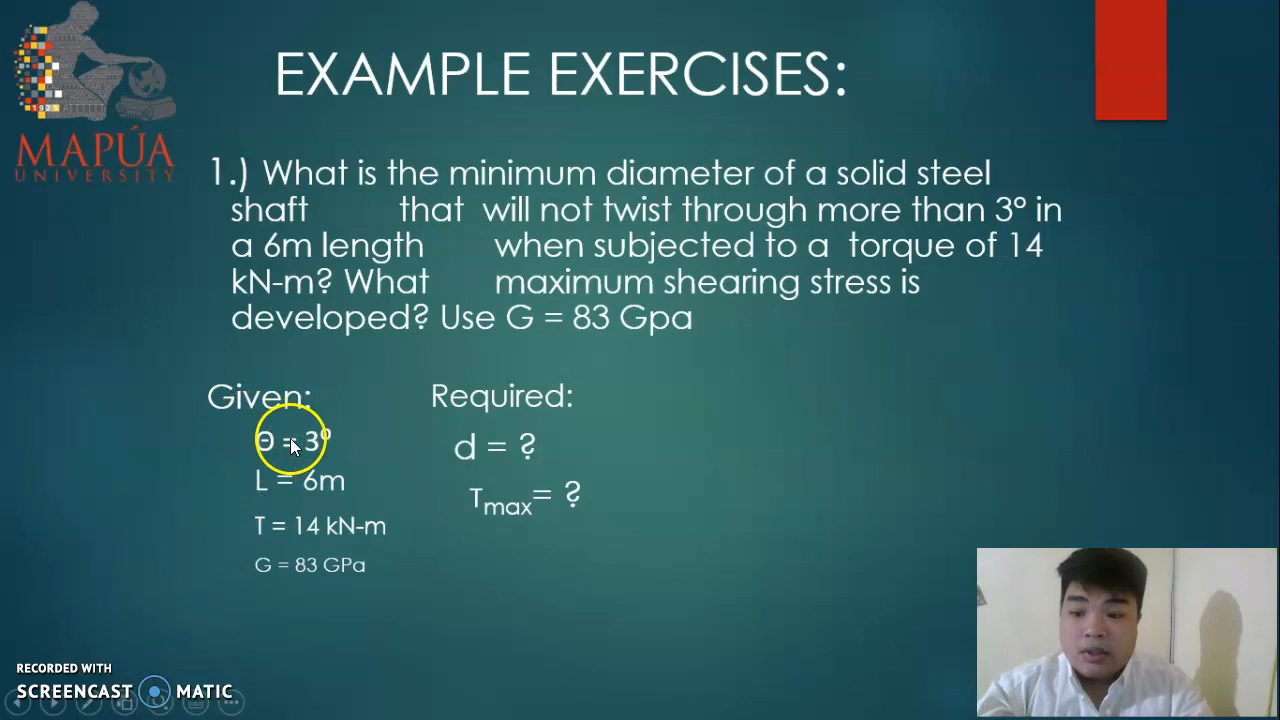 EXAMPLE EXERCISES:
1921
MAPÚA
UNIVERSITY
1.) What is the minimum diameter of a solid steel
shaft that will not twist through more than 3° in
a 6m length when subjected to a torque of 14
kN-m? What maximum shearing stress is
developed? Use G = 83 Gpa
Given:
Θ = 3⁰
L = 6m
T = 14 kN-m
G = 83 GPa
Required:
d = ?
Tmax= ?
RECORDED WITH
SCREENCAST MATIC